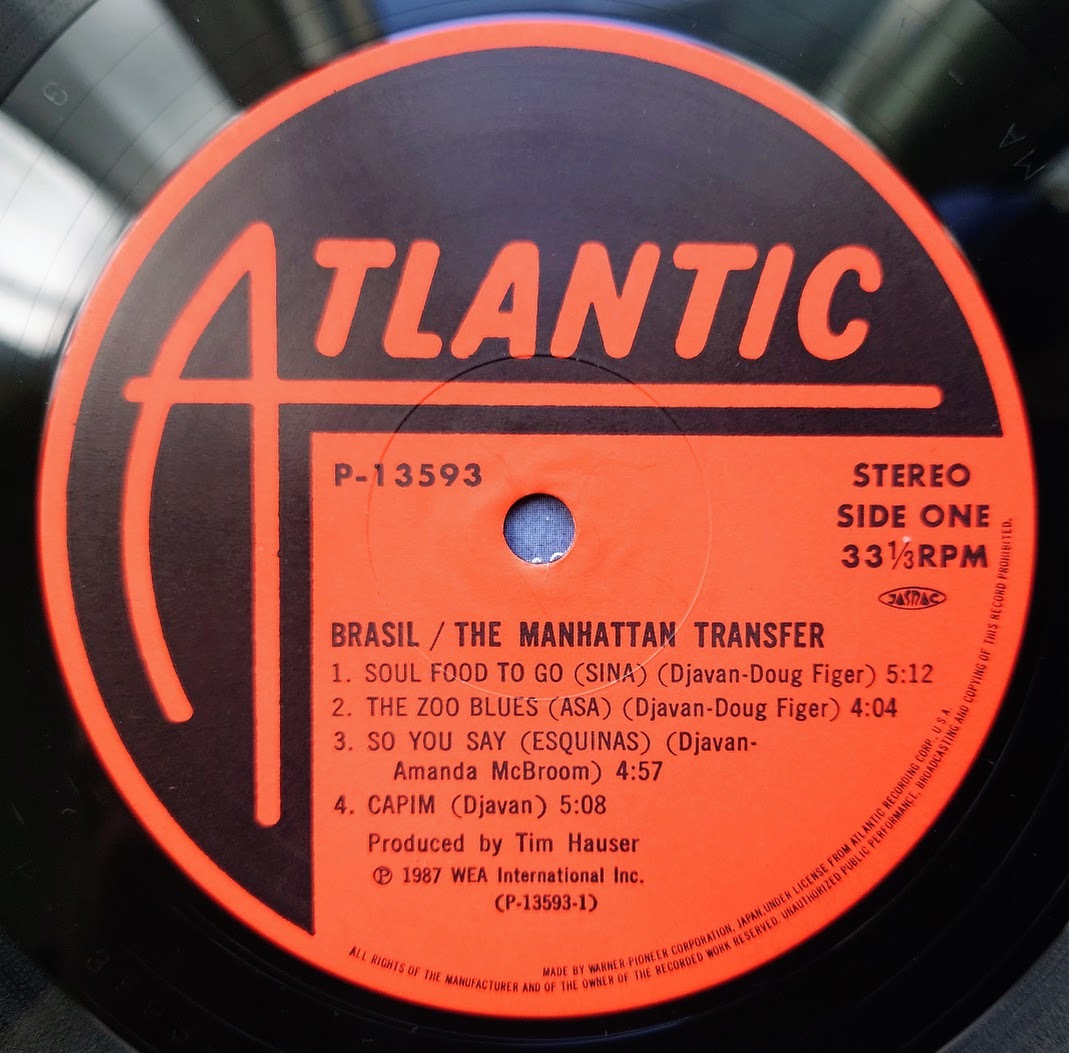 ATLANTIC
P-13593
STEREO
SIDE ONE
33⅓RPM
JASRAC
BRASIL / THE MANHATTAN TRANSFER
1. SOUL FOOD TO GO (SINA) (Djavan-Doug Figer) 5:12
2. THE ZOO BLUES (ASA) (Djavan-Doug Figer) 4:04
3. SO YOU SAY (ESQUINAS) (Djavan-
Amanda McBroom) 4:57
4. CAPIM (Djavan) 5:08
Produced by Tim Hauser
℗ 1987 WEA International Inc.
(P-13593-1)
MADE BY WARNER-PIONEER CORPORATION, JAPAN, UNDER LICENSE FROM ATLANTIC RECORDING CORP., U.S.A.
ALL RIGHTS OF THE MANUFACTURER AND OF THE OWNER OF THE RECORDED WORK RESERVED. UNAUTHORIZED PUBLIC PERFORMANCE, BROADCASTING AND COPYING OF THIS RECORD PROHIBITED.